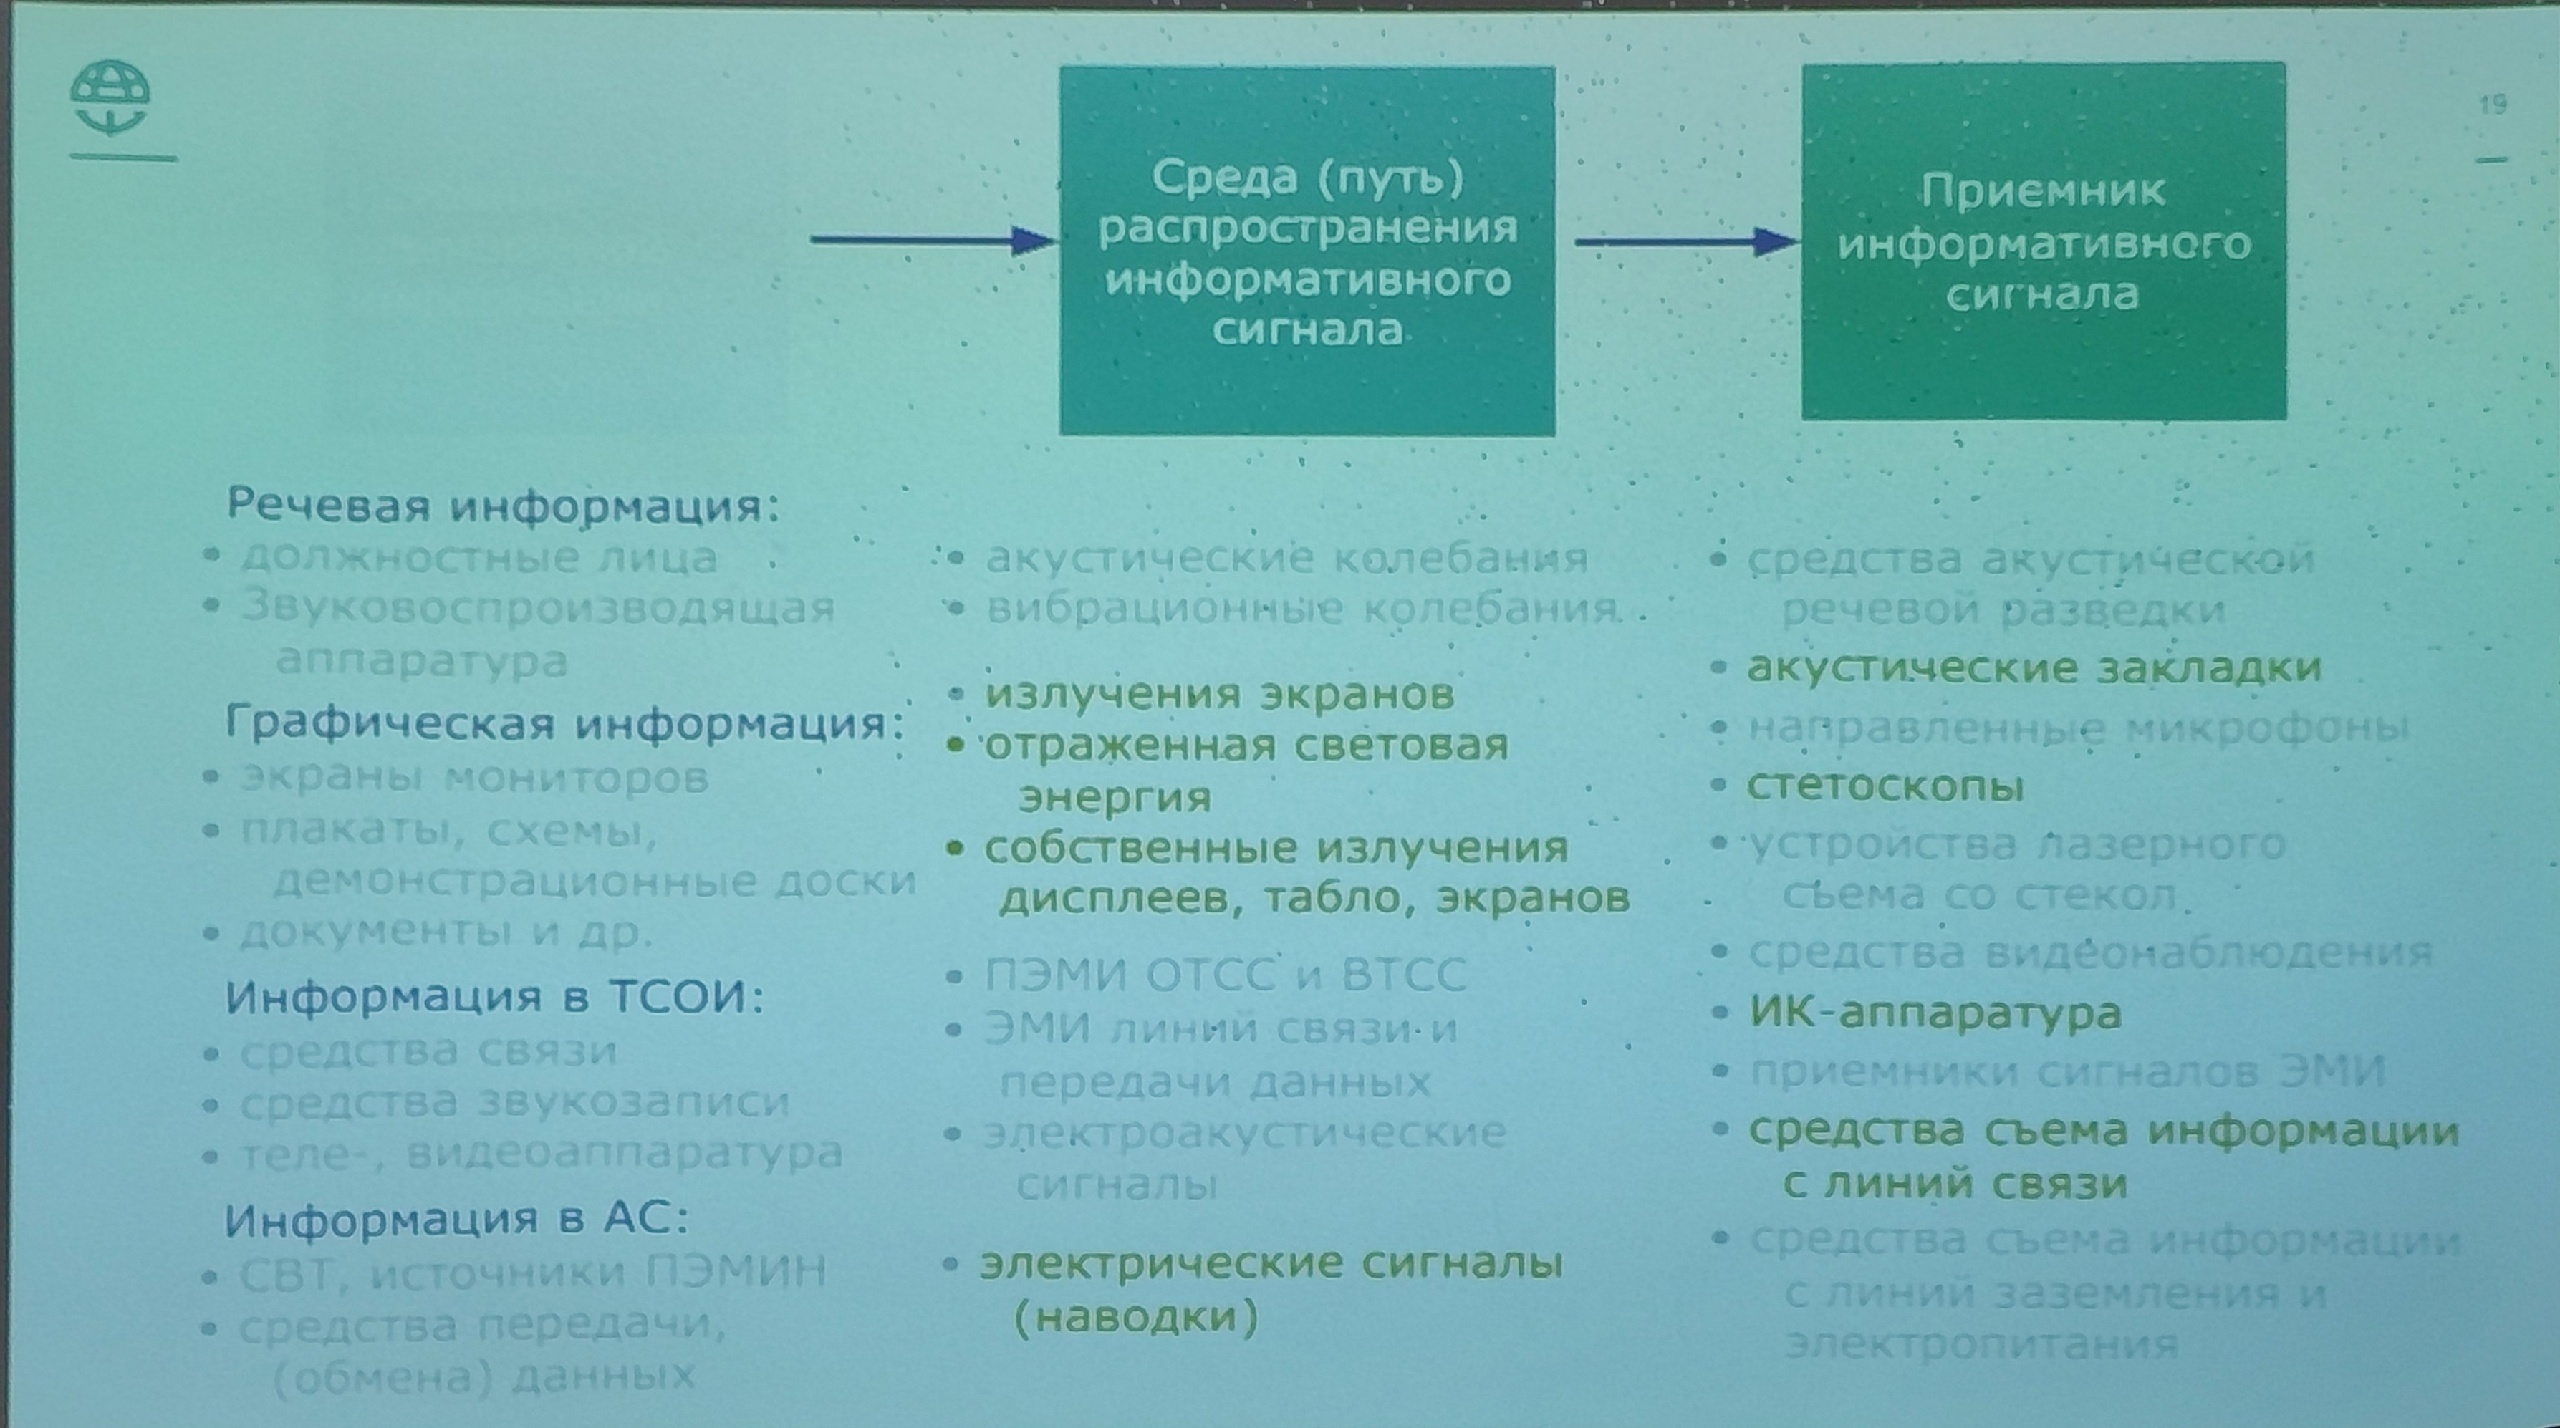 19
Среда (путь)
распространения
информативного
сигнала
Приемник
информативного
сигнала
Речевая информация:
• должностные лица
• Звуковоспроизводящая
аппаратура
Графическая информация:
• экраны мониторов
• плакаты, схемы,
демонстрационные доски
• документы и др.
Информация в ТСОИ:
• средства связи
• средства звукозаписи
• теле-, видеоаппаратура
Информация в АС:
• СВТ, источники ПЭМИН
• средства передачи,
(обмена) данных
• акустические колебания
• вибрационные колебания
• излучения экранов
• отраженная световая
энергия
• собственные излучения
дисплеев, табло, экранов
• ПЭМИ ОТСС и ВТСС
• ЭМИ линий связи и
передачи данных
• электроакустические
сигналы
• электрические сигналы
(наводки)
• средства акустической
речевой разведки
• акустические закладки
• направленные микрофоны
• стетоскопы
• устройства лазерного
съема со стекол
• средства видеонаблюдения
• ИК-аппаратура
• приемники сигналов ЭМИ
• средства съема информации
с линий связи
• средства съема информации
с линий заземления и
электропитания